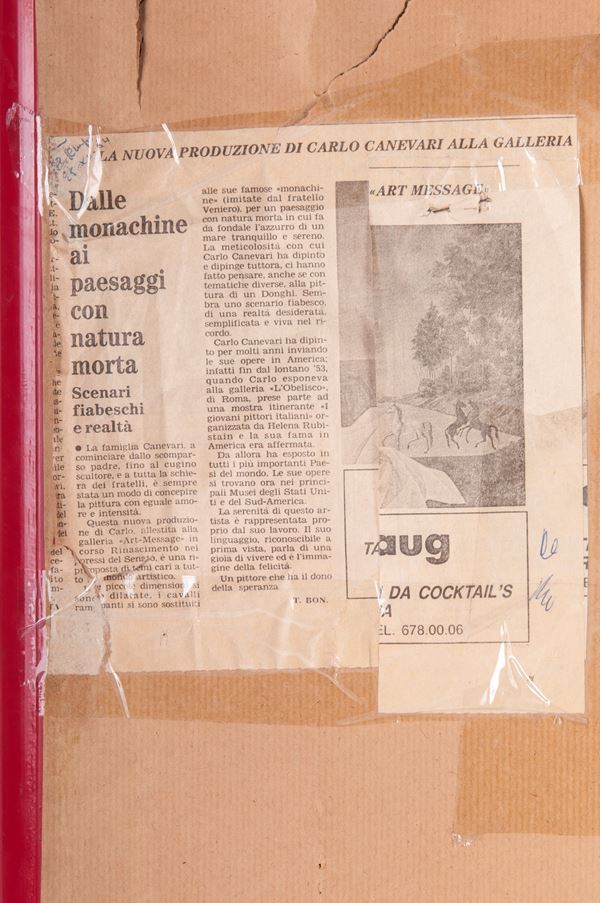 LA NUOVA PRODUZIONE DI CARLO CANEVARI ALLA GALLERIA
«ART MESSAGE»
Dalle
monachine
ai
paesaggi
con
natura
morta
Scenari
fiabeschi
e realtà
● La famiglia Canevari, a
cominciare dallo scompar-
so padre, fino al cugino
scultore, e a tutta la schie-
ra dei fratelli, è sempre
stata un modo di concepire
la pittura con eguale amo-
re e intensità.
Questa nuova produzio-
ne di Carlo, allestita alla
galleria «Art-Message» in
corso Rinascimento nei
pressi del Senato, è una ri-
proposta di temi cari a tut-
to mondo artistico.
piccole dimensioni si
sono dilatate, i cavalli
rampanti si sono sostituiti
alle sue famose «monachi-
ne» (imitate dal fratello
Veniero), per un paesaggio
con natura morta in cui fa
da fondale l'azzurro di un
mare tranquillo e sereno.
La meticolosità con cui
Carlo Canevari ha dipinto
e dipinge tuttora, ci hanno
fatto pensare, anche se con
tematiche diverse, alla pit-
tura di un Donghi. Sem-
bra uno scenario fiabesco,
di una realtà desiderata,
semplificata e viva nel ri-
cordo.
Carlo Canevari ha dipin-
to per molti anni inviando
le sue opere in America;
infatti fin dal lontano '53,
quando Carlo esponeva
alla galleria «L'Obelisco»,
di Roma, prese parte ad
una mostra itinerante «I
giovani pittori italiani» or-
ganizzata da Helena Rubi-
stain e la sua fama in
America era affermata.
Da allora ha esposto in
tutti i più importanti Pae-
si del mondo. Le sue opere
si trovano ora nei princi-
pali Musei degli Stati Uni-
ti e del Sud-America.
La serenità di questo ar-
tista è rappresentata pro-
prio dal suo lavoro. Il suo
linguaggio, riconoscibile a
prima vista, parla di una
gioia di vivere ed è l'imma-
gine della felicità.
Un pittore che ha il dono
della speranza
T. BON.
aug
DA COCKTAIL'S
EL. 678.00.06